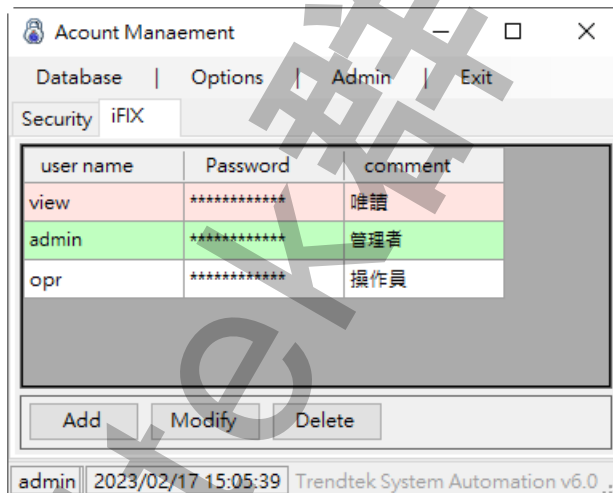 Acount Manaement
Database | Options | Admin | Exit
Security iFIX
user name Password comment
view ************ 唯讀
admin ************ 管理者
opr ************ 操作員
Add Modify Delete
admin 2023/02/17 15:05:39 Trendtek System Automation v6.0